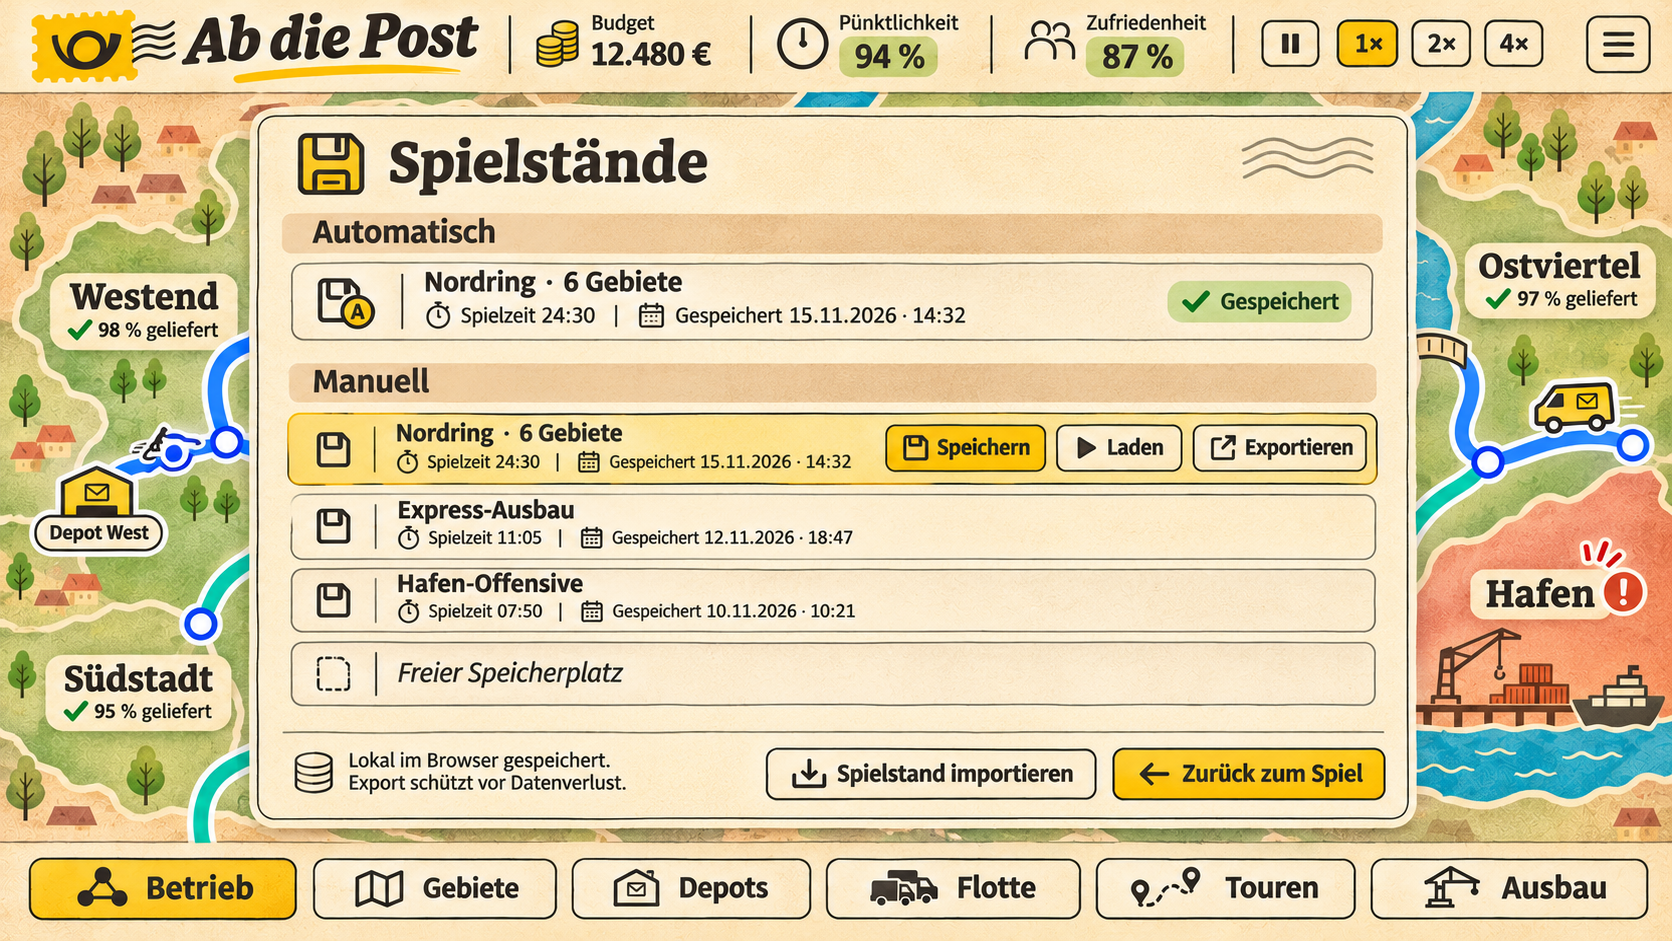 Ab die Post
Budget
12.480 €
Pünktlichkeit
94 %
Zufriedenheit
87 %
1×
2×
4×
Spielstände
Automatisch
A
Nordring · 6 Gebiete
Spielzeit 24:30 | Gespeichert 15.11.2026 · 14:32
Gespeichert
Manuell
Nordring · 6 Gebiete
Spielzeit 24:30 | Gespeichert 15.11.2026 · 14:32
Speichern
Laden
Exportieren
Express-Ausbau
Spielzeit 11:05 | Gespeichert 12.11.2026 · 18:47
Hafen-Offensive
Spielzeit 07:50 | Gespeichert 10.11.2026 · 10:21
Freier Speicherplatz
Lokal im Browser gespeichert.
Export schützt vor Datenverlust.
Spielstand importieren
Zurück zum Spiel
Westend
98 % geliefert
Depot West
Südstadt
95 % geliefert
Ostviertel
97 % geliefert
Hafen
!
Betrieb
Gebiete
Depots
Flotte
Touren
Ausbau